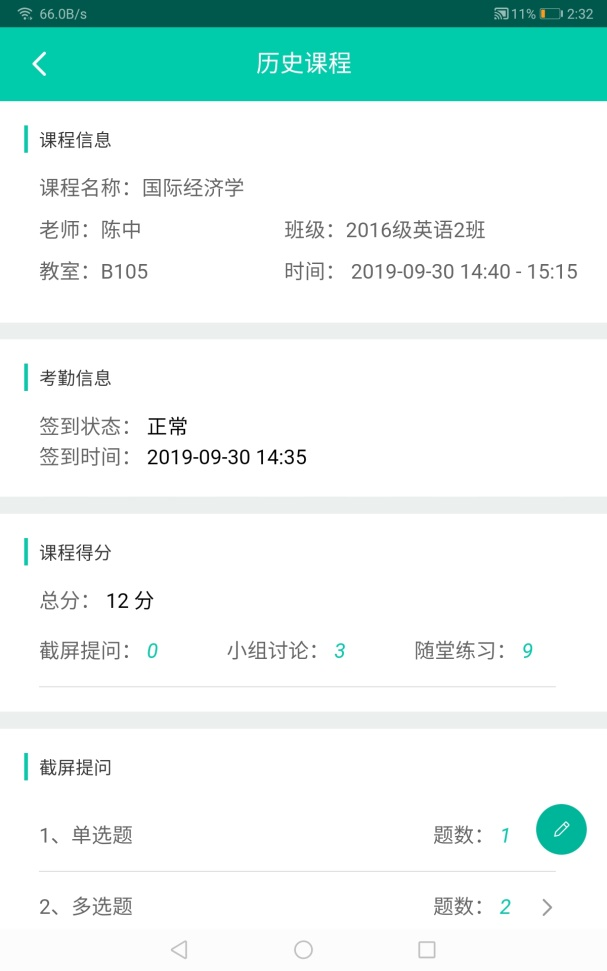 66.0B/s 11% 2:32
历史课程
课程信息
课程名称：国际经济学
老师：陈中 班级：2016级英语2班
教室：B105 时间： 2019-09-30 14:40 - 15:15
考勤信息
签到状态： 正常
签到时间： 2019-09-30 14:35
课程得分
总分： 12 分
截屏提问： 0 小组讨论： 3 随堂练习： 9
截屏提问
1、单选题 题数： 1
2、多选题 题数： 2